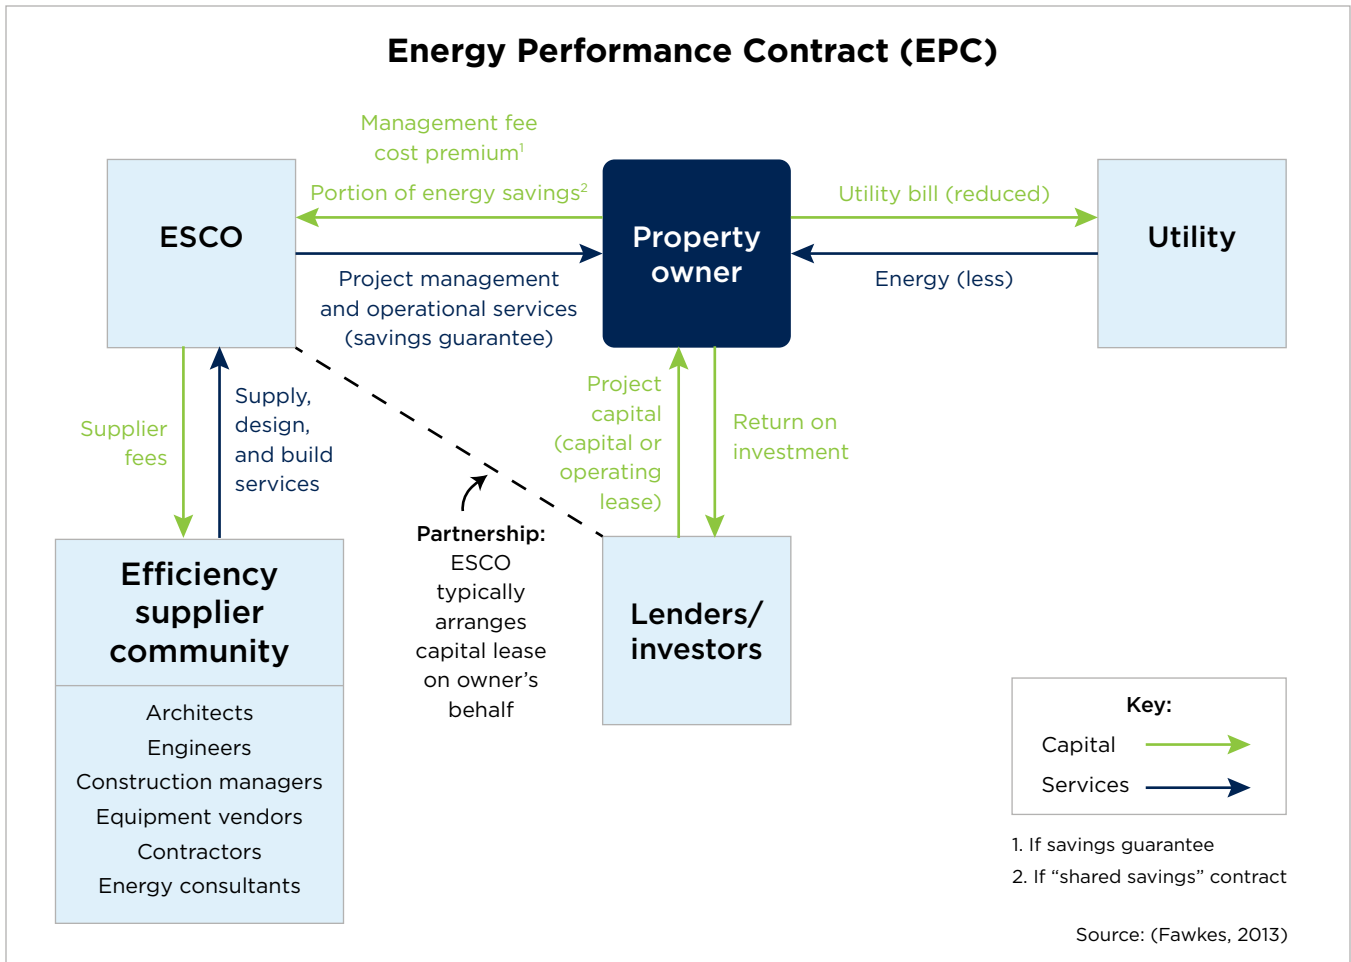 Energy Performance Contract (EPC)
Management fee
cost premium¹
Portion of energy savings²
ESCO
Project management
and operational services
(savings guarantee)
Property
owner
Utility bill (reduced)
Energy (less)
Utility
Supplier
fees
Supply,
design,
and build
services
Project
capital
(capital or
operating
lease)
Return on
investment
Partnership:
ESCO
typically
arranges
capital lease
on owner’s
behalf
Efficiency
supplier
community
Architects
Engineers
Construction managers
Equipment vendors
Contractors
Energy consultants
Lenders/
investors
Key:
Capital
Services
1. If savings guarantee
2. If “shared savings” contract
Source: (Fawkes, 2013)